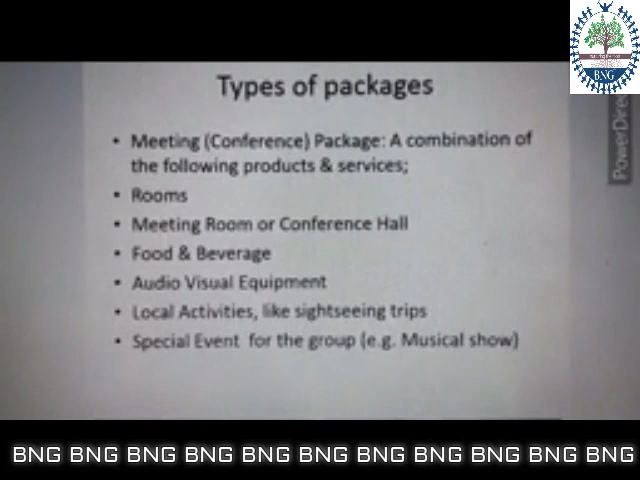 BNG
Types of packages
PowerDirec
• Meeting (Conference) Package: A combination of
the following products & services;
• Rooms
• Meeting Room or Conference Hall
• Food & Beverage
• Audio Visual Equipment
• Local Activities, like sightseeing trips
• Special Event for the group (e.g. Musical show)
BNG BNG BNG BNG BNG BNG BNG BNG BNG BNG BNG